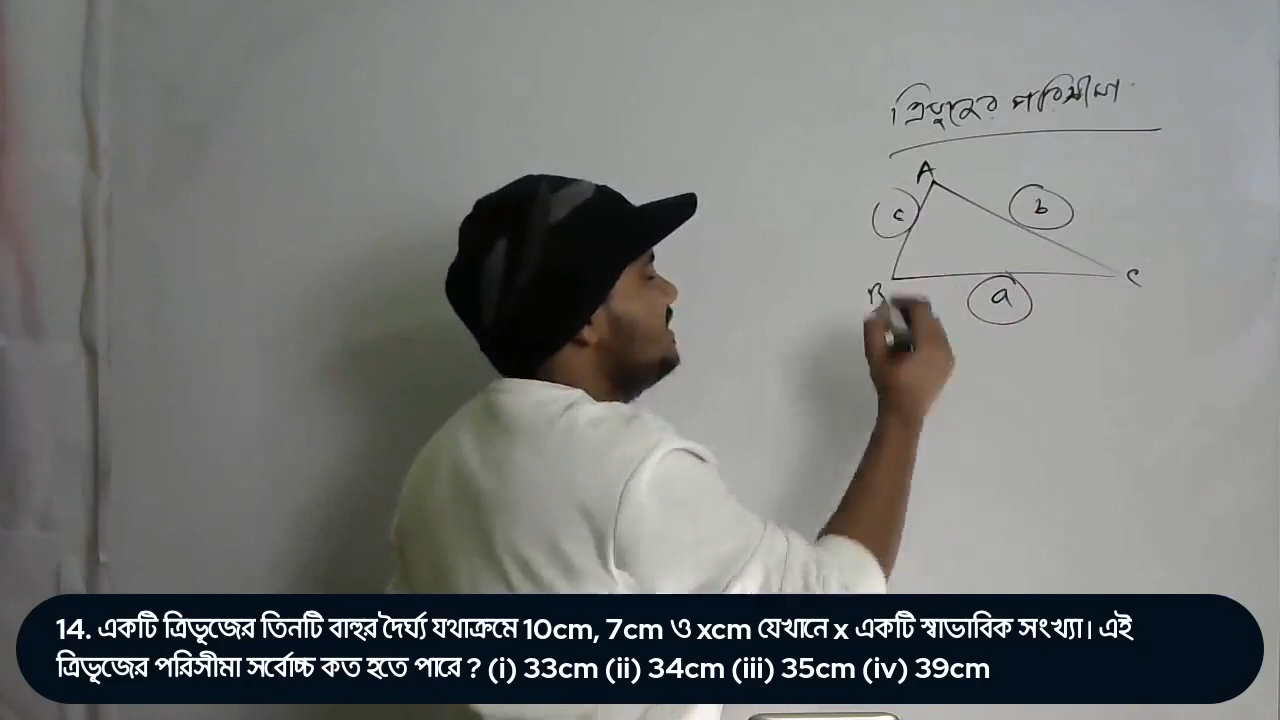 ত্রিভুজের পরিসীমা
A
c
b
B
a
C
14. একটি ত্রিভূজের তিনটি বাহুর দৈর্ঘ্য যথাক্রমে 10cm, 7cm ও xcm যেখানে x একটি স্বাভাবিক সংখ্যা। এই
ত্রিভূজের পরিসীমা সর্বোচ্চ কত হতে পারে ? (i) 33cm (ii) 34cm (iii) 35cm (iv) 39cm